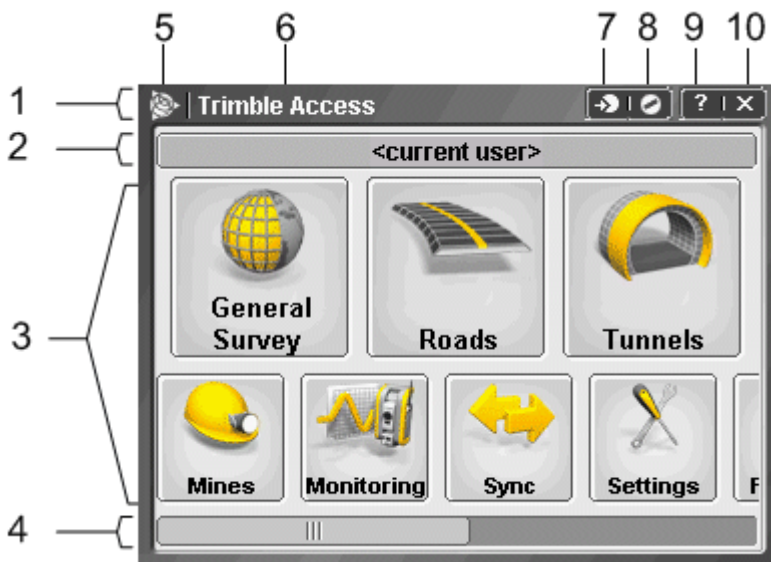 5 6 7 8 9 10
1 Trimble Access ? X
2 <current user>
3
General Survey
Roads
Tunnels
Mines
Monitoring
Sync
Settings
F
4